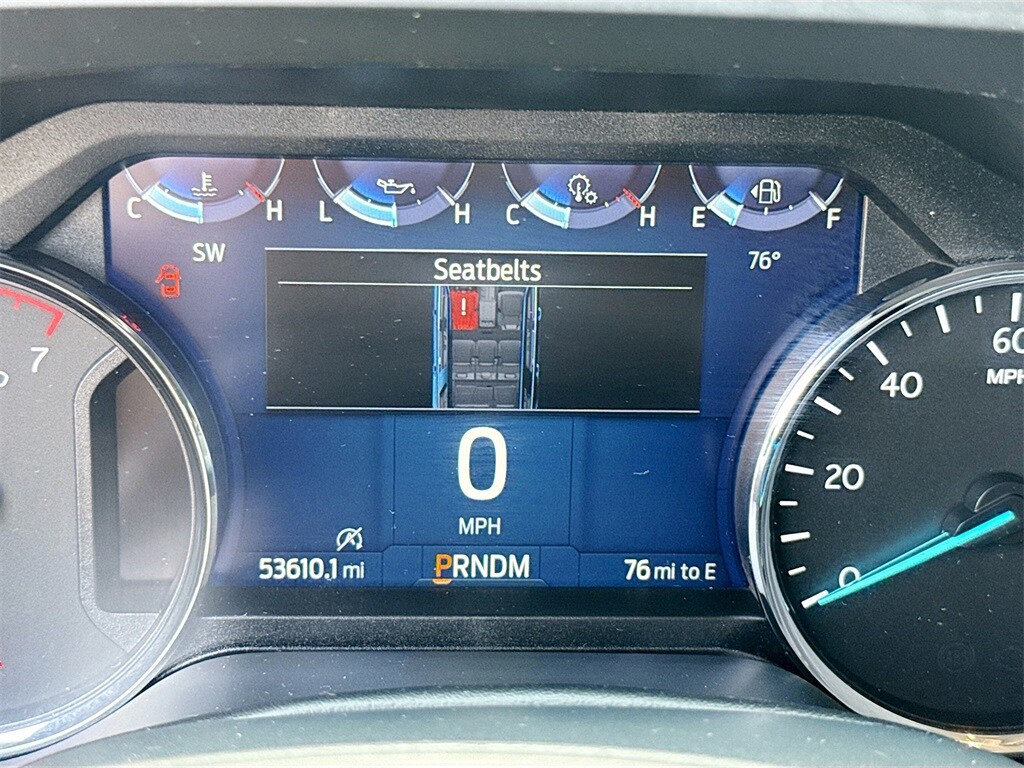 C H L H C H E F
SW
76°
Seatbelts
!
7
60
MPH
40
20
0
0
MPH
53610.1 mi
PRNDM
76 mi to E